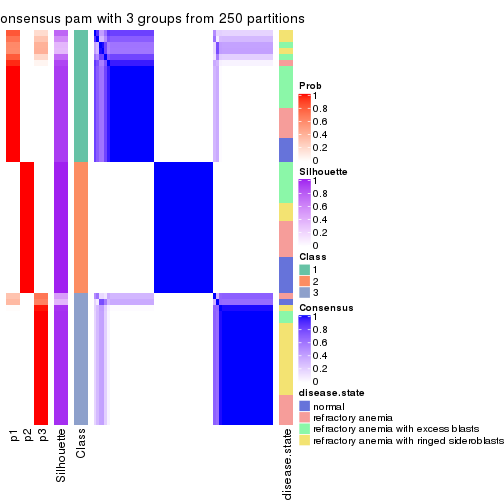 onsensus pam with 3 groups from 250 partitions
Prob
1
0.8
0.6
0.4
0.2
0
Silhouette
1
0.8
0.6
0.4
0.2
0
Class
1
2
3
Consensus
1
0.8
0.6
0.4
0.2
0
disease.state
normal
refractory anemia
refractory anemia with excess blasts
refractory anemia with ringed sideroblasts
p1
p2
p3
Silhouette
Class
disease.state